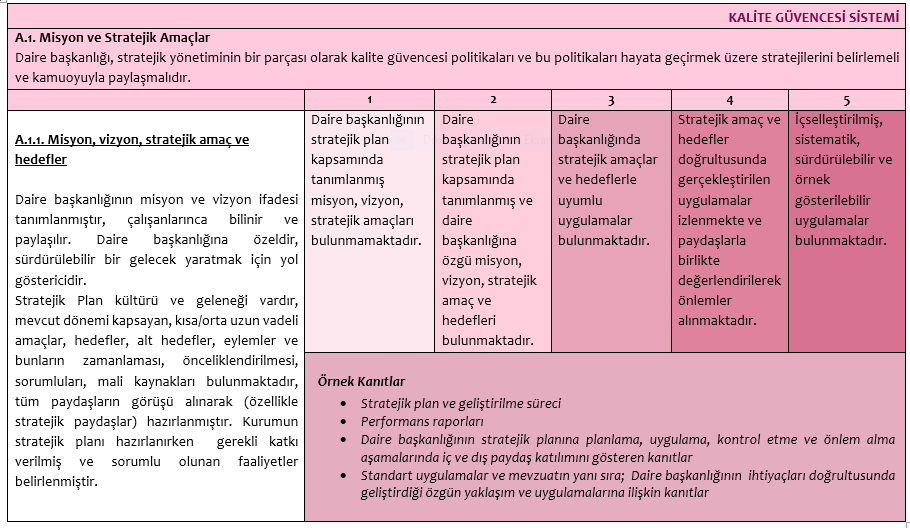 KALİTE GÜVENCESİ SİSTEMİ
A.1. Misyon ve Stratejik Amaçlar
Daire başkanlığı, stratejik yönetiminin bir parçası olarak kalite güvencesi politikaları ve bu politikaları hayata geçirmek üzere stratejilerini belirlemeli
ve kamuoyuyla paylaşmalıdır.
1 2 3 4 5
A.1.1. Misyon, vizyon, stratejik amaç ve
hedefler
Daire başkanlığının misyon ve vizyon ifadesi
tanımlanmıştır, çalışanlarınca bilinir ve
paylaşılır. Daire başkanlığına özeldir,
sürdürülebilir bir gelecek yaratmak için yol
göstericidir.
Stratejik Plan kültürü ve geleneği vardır,
mevcut dönemi kapsayan, kısa/orta uzun vadeli
amaçlar, hedefler, alt hedefler, eylemler ve
bunların zamanlaması, önceliklendirilmesi,
sorumluları, mali kaynakları bulunmaktadır,
tüm paydaşların görüşü alınarak (özellikle
stratejik paydaşlar) hazırlanmıştır. Kurumun
stratejik planı hazırlanırken gerekli katkı
verilmiş ve sorumlu olunan faaliyetler
belirlenmiştir.
Daire başkanlığının
stratejik plan
kapsamında
tanımlanmış
misyon, vizyon,
stratejik amaçları
bulunmamaktadır.
Daire
başkanlığının
stratejik plan
kapsamında
tanımlanmış ve
daire
başkanlığına
özgü misyon,
vizyon, stratejik
amaç ve
hedefleri
bulunmaktadır.
Daire
başkanlığında
stratejik amaçlar
ve hedeflerle
uyumlu
uygulamalar
bulunmaktadır.
Stratejik amaç ve
hedefler
doğrultusunda
gerçekleştirilen
uygulamalar
izlenmekte ve
paydaşlarla
birlikte
değerlendirilerek
önlemler
alınmaktadır.
İçselleştirilmiş,
sistematik,
sürdürülebilir ve
örnek
gösterilebilir
uygulamalar
bulunmaktadır.
Örnek Kanıtlar
• Stratejik plan ve geliştirilme süreci
• Performans raporları
• Daire başkanlığının stratejik planına planlama, uygulama, kontrol etme ve önlem alma
aşamalarında iç ve dış paydaş katılımını gösteren kanıtlar
• Standart uygulamalar ve mevzuatın yanı sıra; Daire başkanlığının ihtiyaçları doğrultusunda
geliştirdiği özgün yaklaşım ve uygulamalarına ilişkin kanıtlar